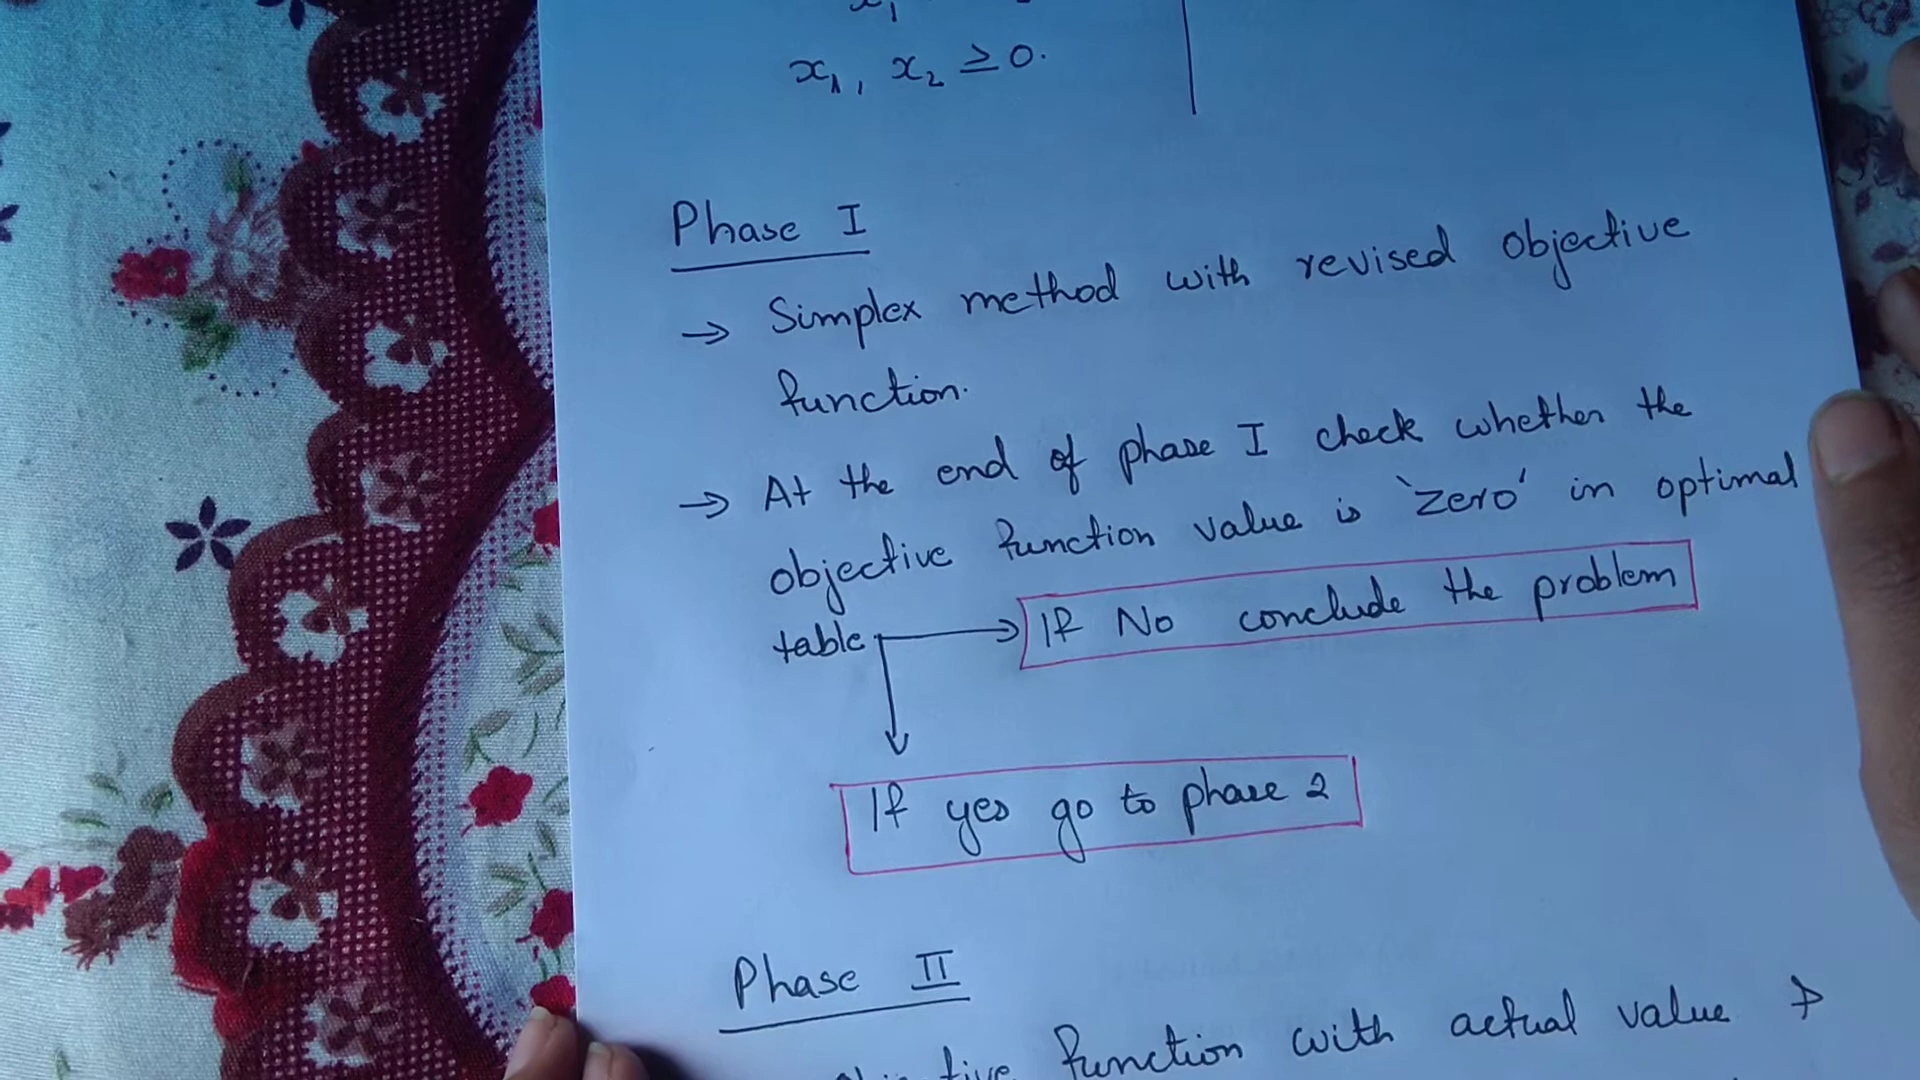 x₁, x₂ ≥ 0.
Phase I
→ Simplex method with revised objective
function.
→ At the end of phase I check whether the
objective function value is 'zero' in optimal
table → If No conclude the problem
If yes go to phase 2
Phase II
function with actual value